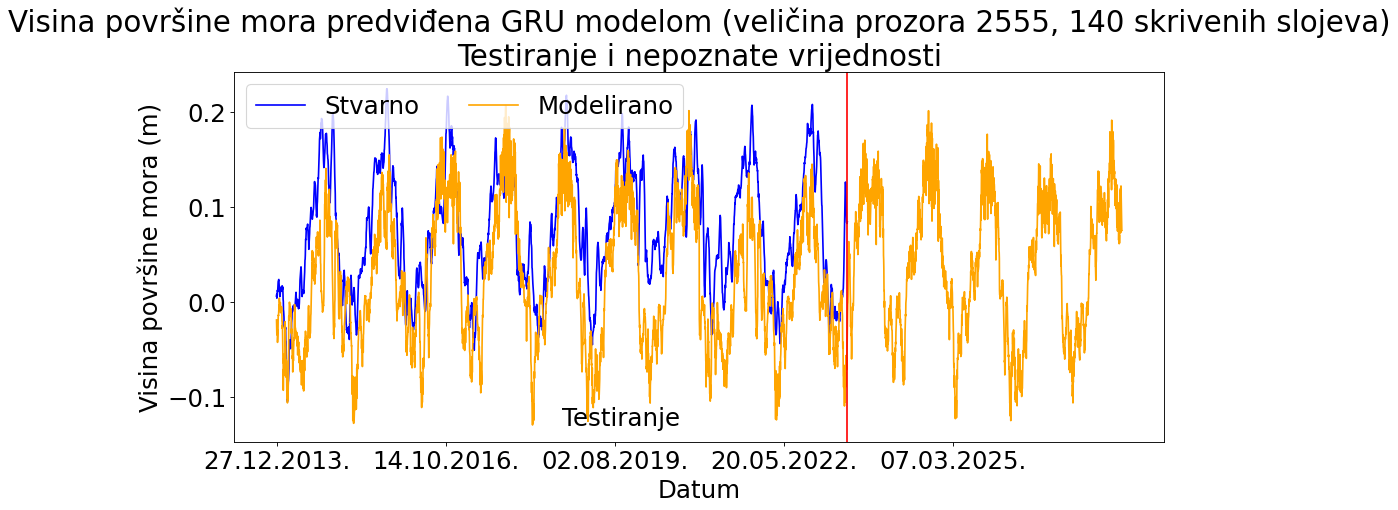 Visina površine mora predviđena GRU modelom (veličina prozora 2555, 140 skrivenih slojeva)
Testiranje i nepoznate vrijednosti
Stvarno
Modelirano
Visina površine mora (m)
0.2
0.1
0.0
−0.1
Testiranje
27.12.2013.
14.10.2016.
02.08.2019.
20.05.2022.
07.03.2025.
Datum